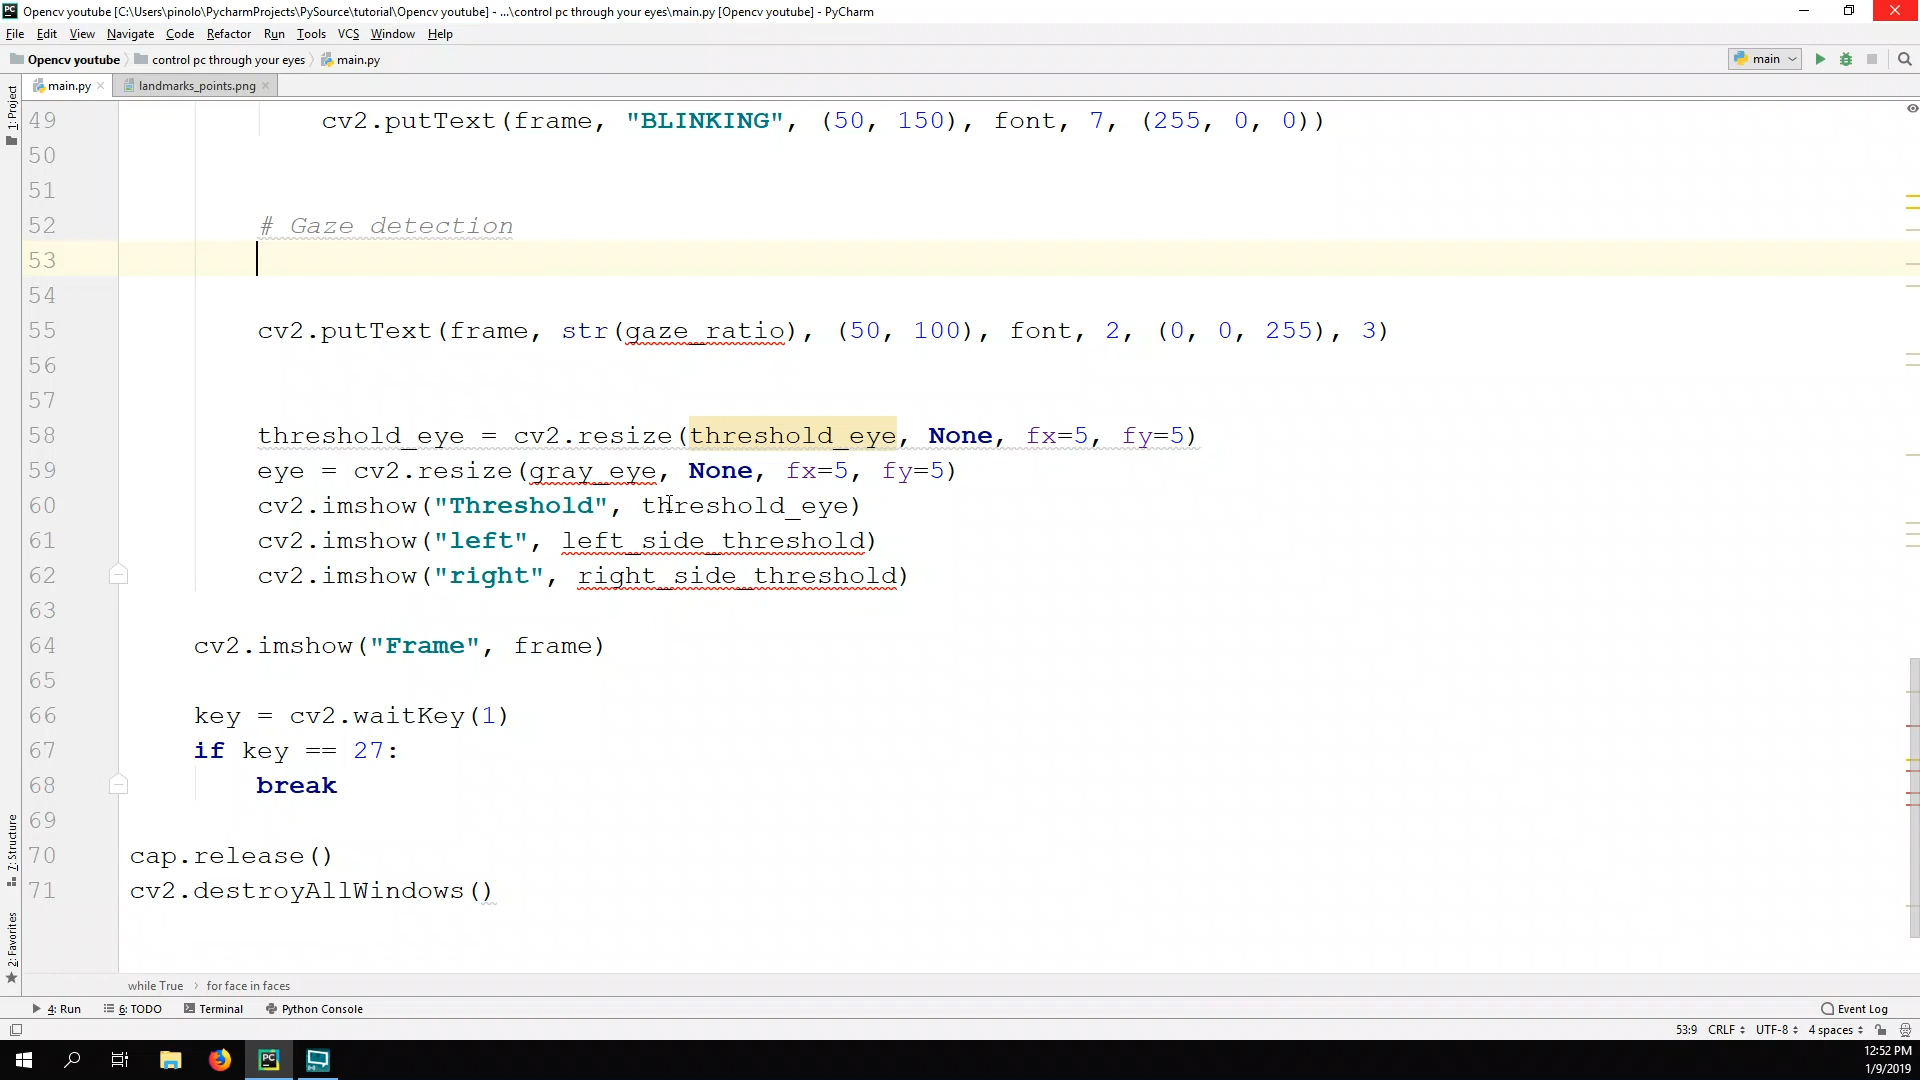 Opencv youtube [C:\Users\pinolo\PycharmProjects\PySource\tutorial\Opencv youtube] - ...\control pc through your eyes\main.py [Opencv youtube] - PyCharm
File Edit View Navigate Code Refactor Run Tools VCS Window Help
Opencv youtube control pc through your eyes main.py main
main.py landmarks_points.png
1: Project
49 cv2.putText(frame, "BLINKING", (50, 150), font, 7, (255, 0, 0))
50
51
52 # Gaze detection
53
54
55 cv2.putText(frame, str(gaze_ratio), (50, 100), font, 2, (0, 0, 255), 3)
56
57
58 threshold_eye = cv2.resize(threshold_eye, None, fx=5, fy=5)
59 eye = cv2.resize(gray_eye, None, fx=5, fy=5)
60 cv2.imshow("Threshold", threshold_eye)
61 cv2.imshow("left", left_side_threshold)
62 cv2.imshow("right", right_side_threshold)
63
64 cv2.imshow("Frame", frame)
65
66 key = cv2.waitKey(1)
67 if key == 27:
68 break
69
70 cap.release()
71 cv2.destroyAllWindows()
7: Structure
2: Favorites
while True for face in faces
4: Run 6: TODO Terminal Python Console Event Log
53:9 CRLF UTF-8 4 spaces
12:52 PM
1/9/2019